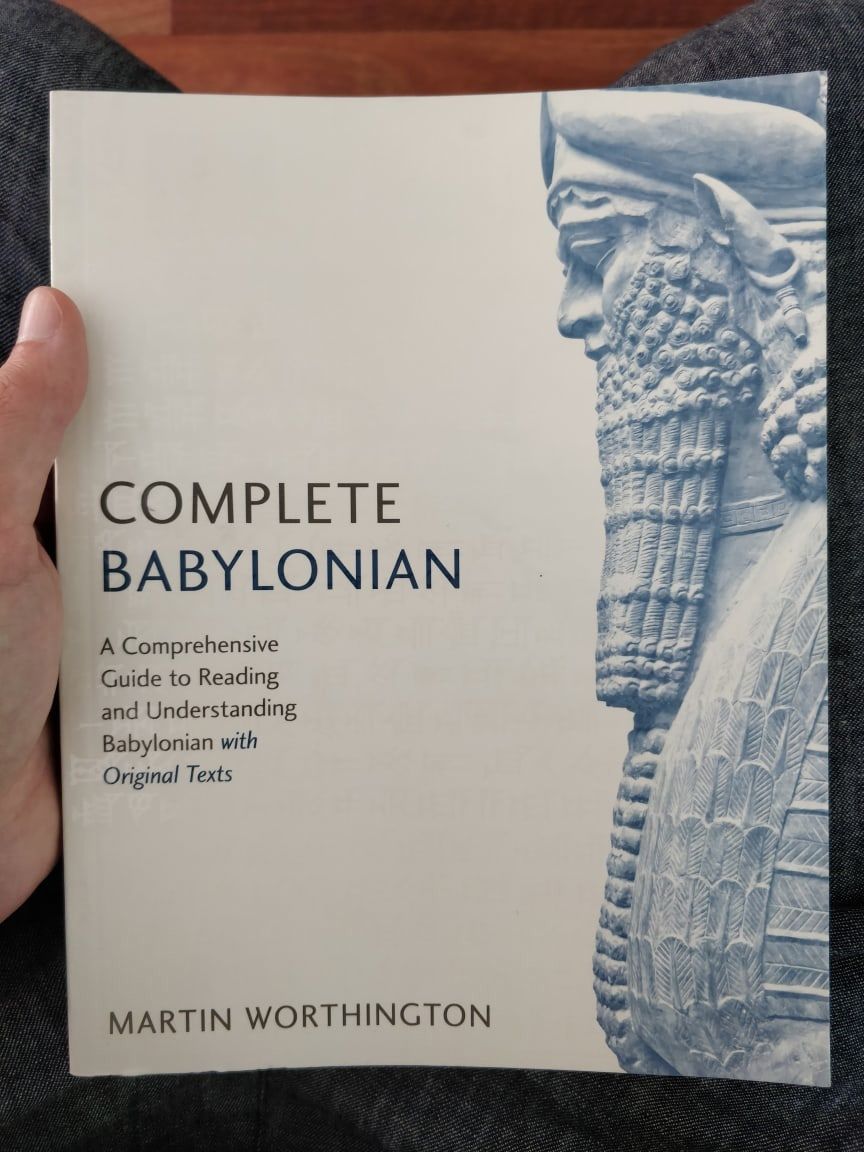 COMPLETE
BABYLONIAN
A Comprehensive
Guide to Reading
and Understanding
Babylonian with
Original Texts
MARTIN WORTHINGTON